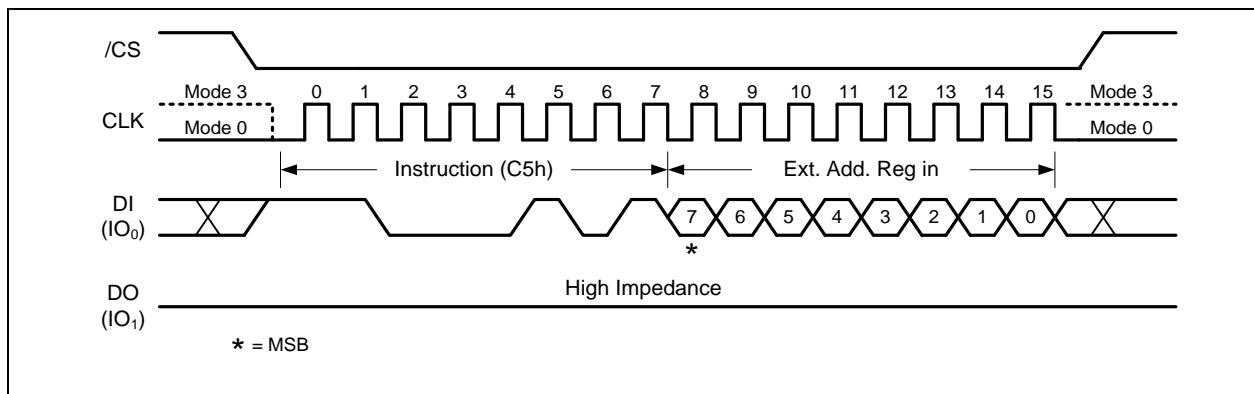 /CS
Mode 3 0 1 2 3 4 5 6 7 8 9 10 11 12 13 14 15 Mode 3
CLK
Mode 0 Mode 0
Instruction (C5h) Ext. Add. Reg in
DI
(IO₀) 7 6 5 4 3 2 1 0
*
DO High Impedance
(IO₁)
* = MSB